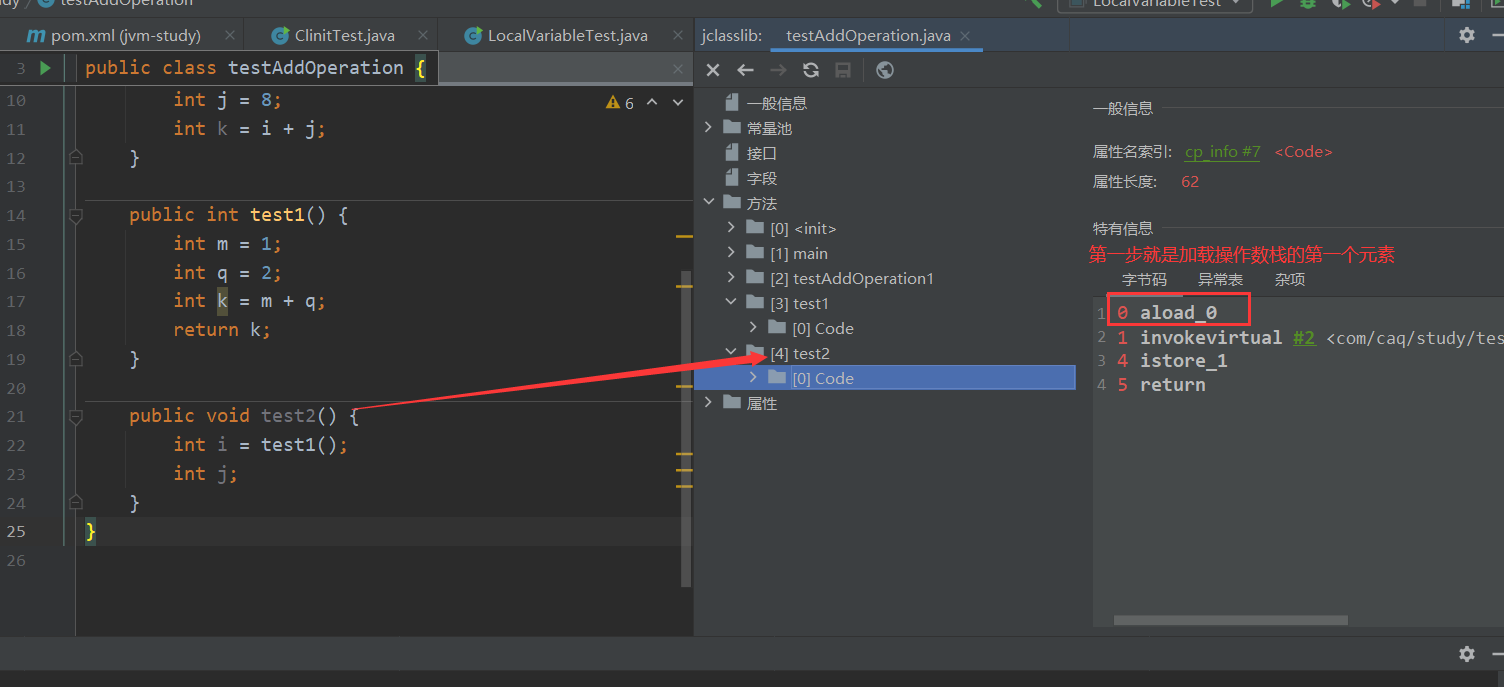 dy
testAddOperation
LocalVariableTest
pom.xml (jvm-study)
ClinitTest.java
LocalVariableTest.java
jclasslib:
testAddOperation.java
3 public class testAddOperation {
10 int j = 8;
6
11 int k = i + j;
12 }
13
14 public int test1() {
15 int m = 1;
16 int q = 2;
17 int k = m + q;
18 return k;
19 }
20
21 public void test2() {
22 int i = test1();
23 int j;
24 }
25 }
26
一般信息
常量池
接口
字段
方法
[0] <init>
[1] main
[2] testAddOperation1
[3] test1
[0] Code
[4] test2
[0] Code
属性
一般信息
属性名索引: cp_info #7 <Code>
属性长度: 62
特有信息
第一步就是加载操作数栈的第一个元素
字节码 异常表 杂项
1 0 aload_0
2 1 invokevirtual #2 <com/caq/study/tes
3 4 istore_1
4 5 return